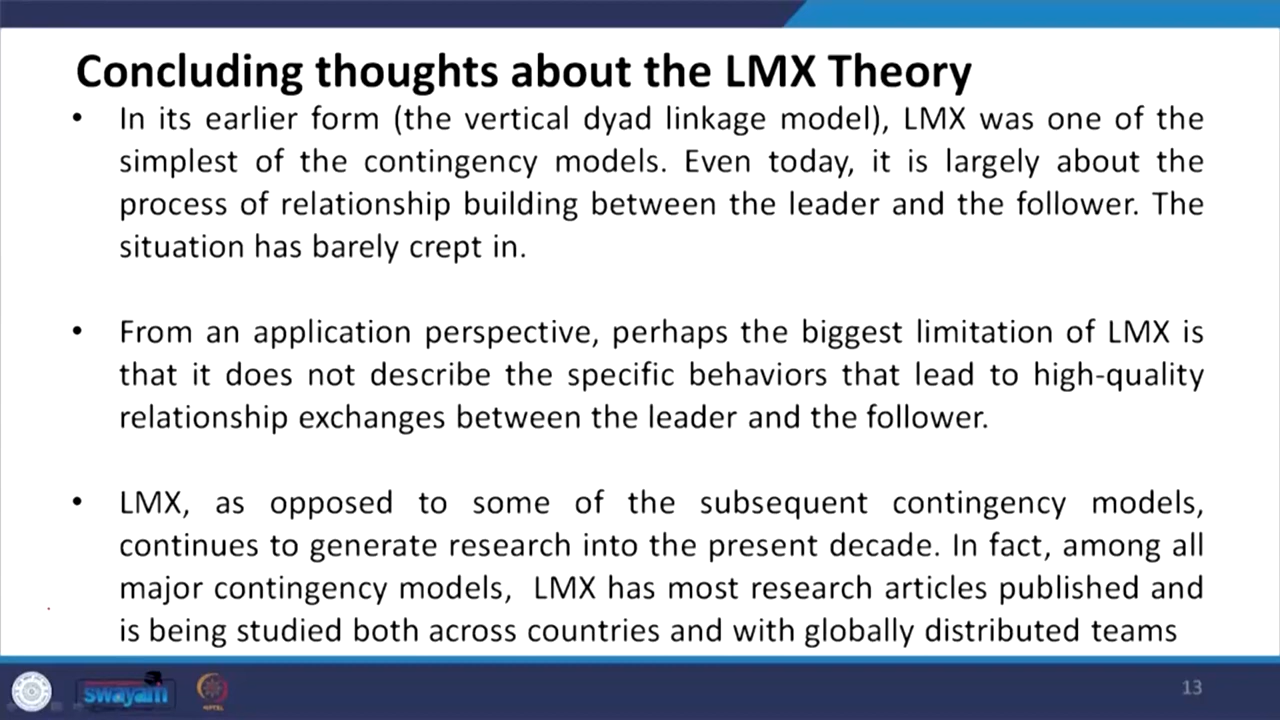 Concluding thoughts about the LMX Theory
• In its earlier form (the vertical dyad linkage model), LMX was one of the
simplest of the contingency models. Even today, it is largely about the
process of relationship building between the leader and the follower. The
situation has barely crept in.
• From an application perspective, perhaps the biggest limitation of LMX is
that it does not describe the specific behaviors that lead to high-quality
relationship exchanges between the leader and the follower.
• LMX, as opposed to some of the subsequent contingency models,
continues to generate research into the present decade. In fact, among all
major contingency models, LMX has most research articles published and
is being studied both across countries and with globally distributed teams
swayam
NPTEL
13